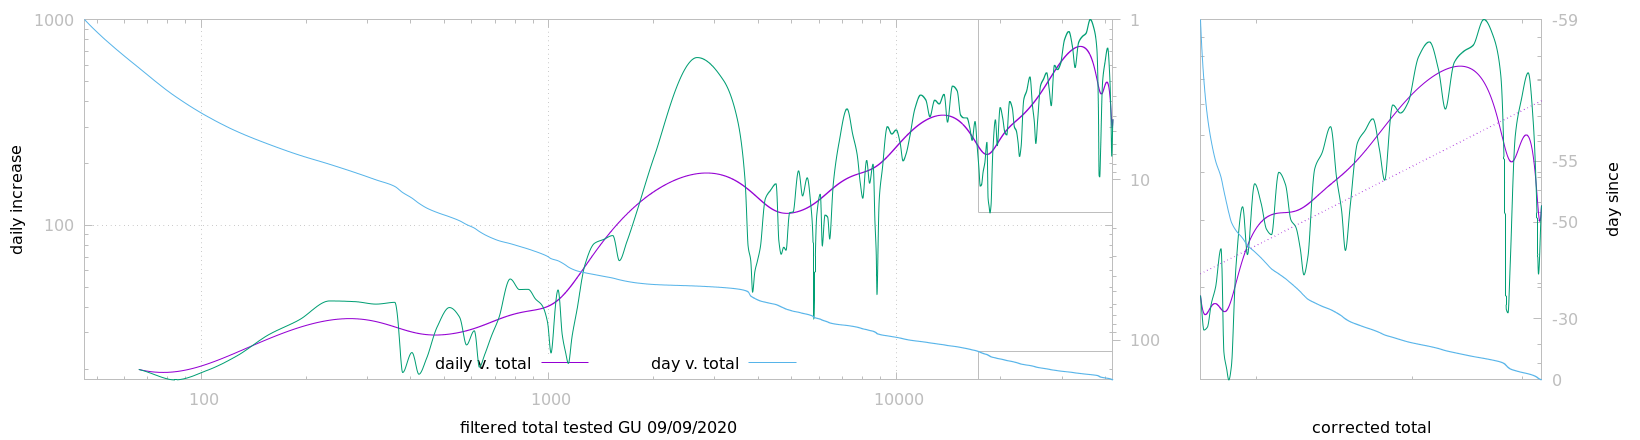 1000
100
daily increase
1
10
100
100
1000
10000
daily v. total
day v. total
filtered total tested GU 09/09/2020
-59
-55
-50
-30
0
day since
corrected total